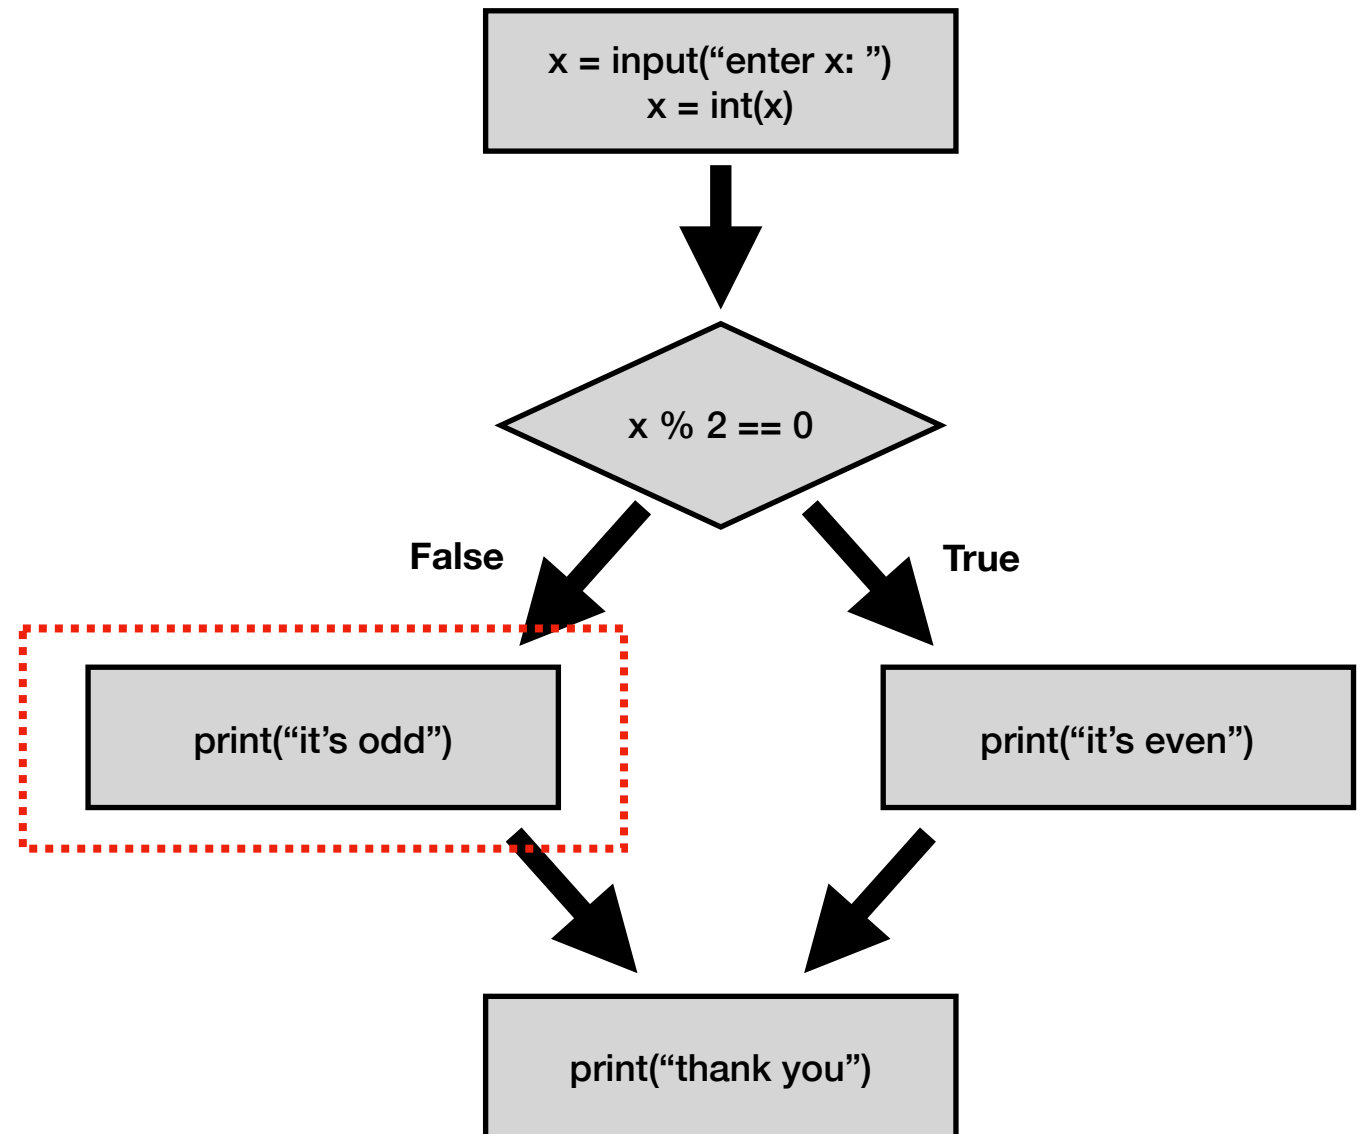 x = input(“enter x: ”)
x = int(x)
x % 2 == 0
False
True
print(“it’s odd”)
print(“it’s even”)
print(“thank you”)